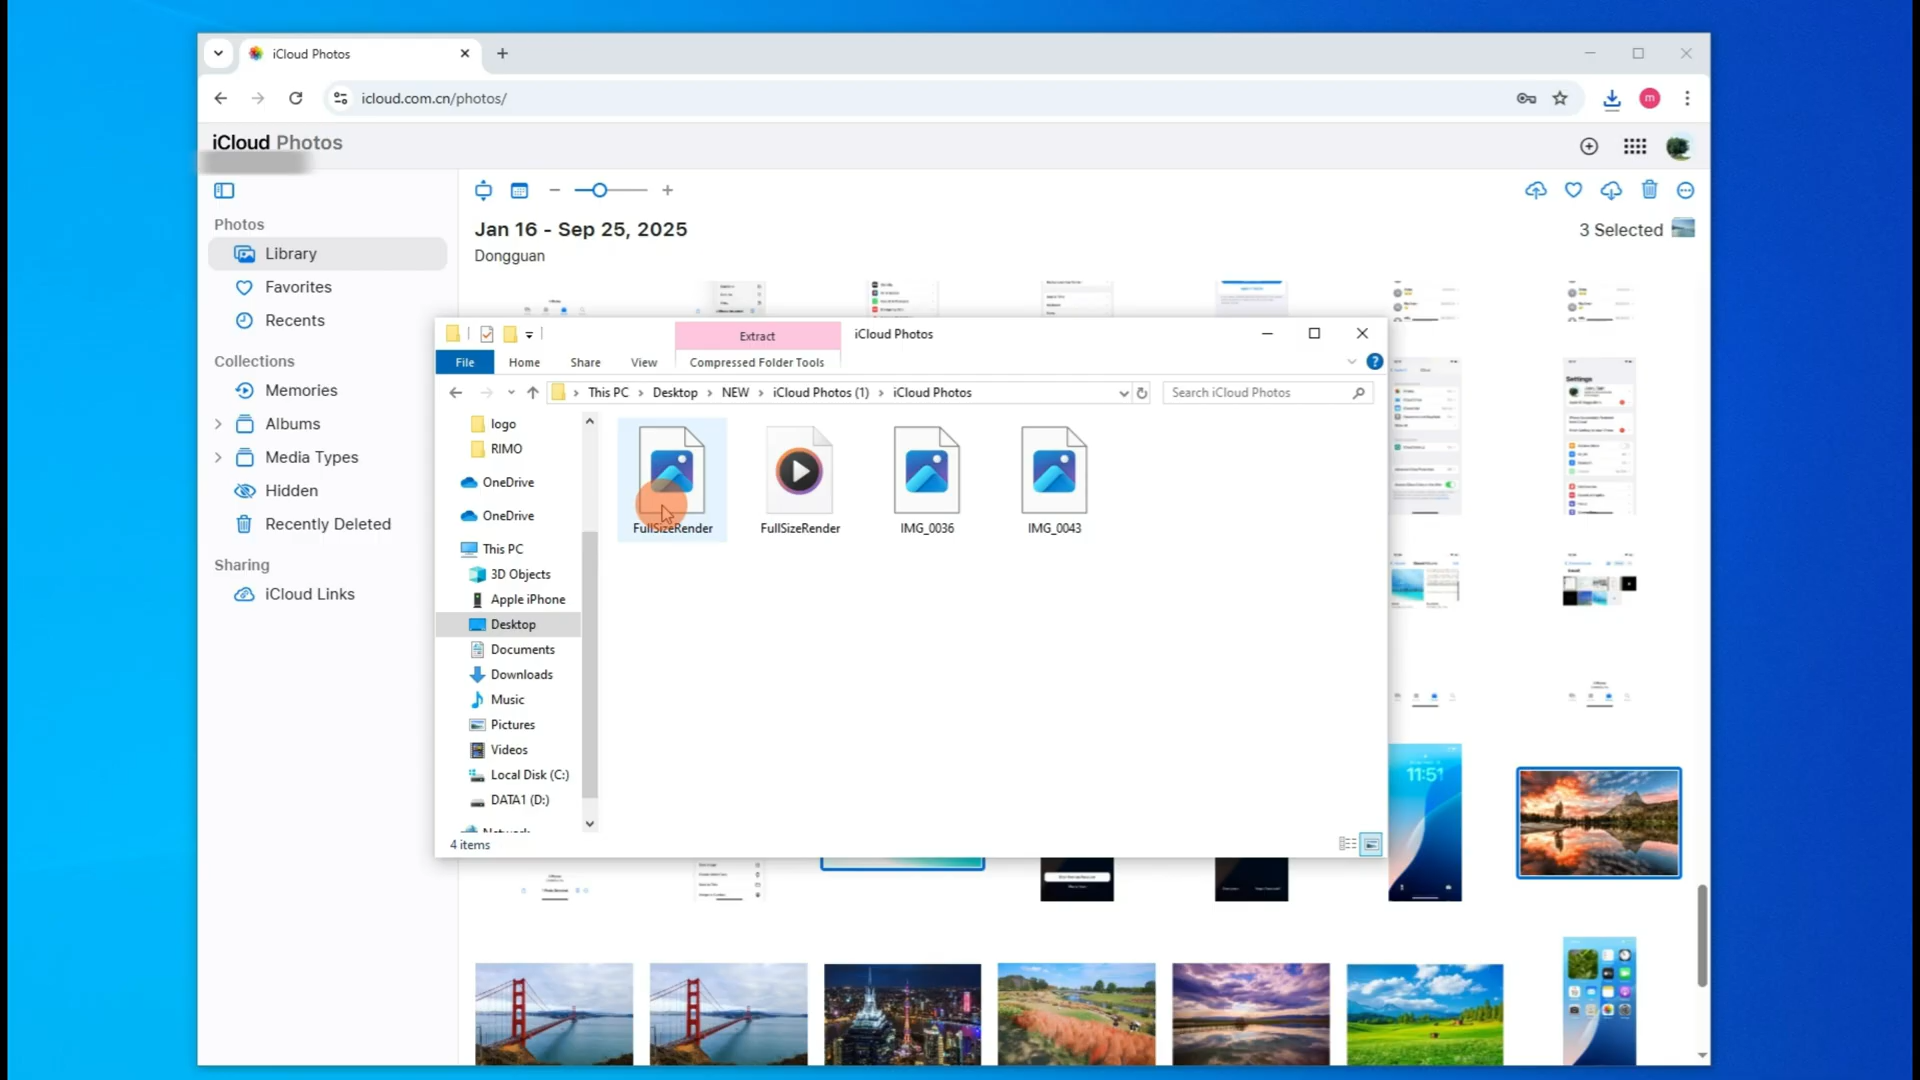 iCloud Photos
icloud.com.cn/photos/
m
iCloud Photos
Photos
Library
Favorites
Recents
Collections
Memories
Albums
Media Types
Hidden
Recently Deleted
Sharing
iCloud Links
Jan 16 - Sep 25, 2025
Dongguan
3 Selected
Extract
iCloud Photos
File
Home
Share
View
Compressed Folder Tools
This PC
Desktop
NEW
iCloud Photos (1)
iCloud Photos
Search iCloud Photos
logo
RIMO
OneDrive
OneDrive
This PC
3D Objects
Apple iPhone
Desktop
Documents
Downloads
Music
Pictures
Videos
Local Disk (C:)
DATA1 (D:)
FullSizeRender
FullSizeRender
IMG_0036
IMG_0043
4 items
Settings
11:51